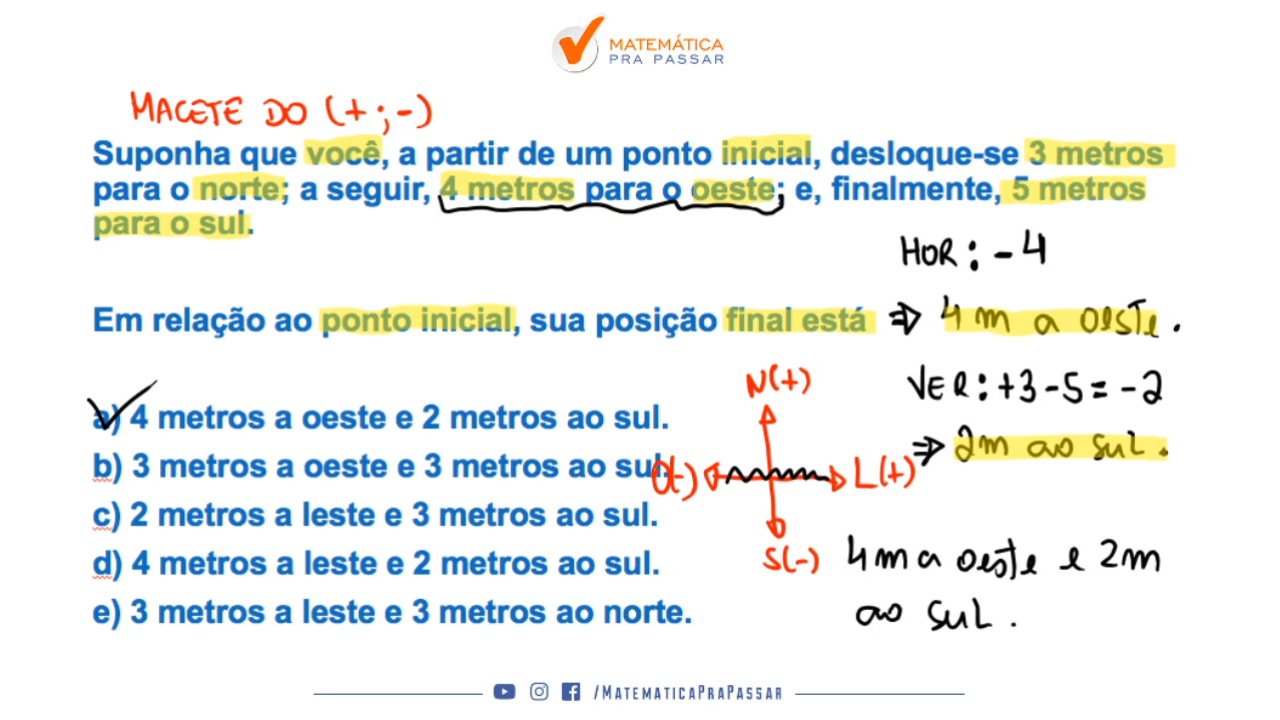 MATEMÁTICA
PRA PASSAR
MACETE DO (+;-)
Suponha que você, a partir de um ponto inicial, desloque-se 3 metros
para o norte; a seguir, 4 metros para o oeste; e, finalmente, 5 metros
para o sul.
HOR: -4
Em relação ao ponto inicial, sua posição final está
⇒ 4 m a oeste.
VER: +3-5=-2
⇒ 2m ao sul.
a) 4 metros a oeste e 2 metros ao sul.
b) 3 metros a oeste e 3 metros ao sul.
c) 2 metros a leste e 3 metros ao sul.
d) 4 metros a leste e 2 metros ao sul.
e) 3 metros a leste e 3 metros ao norte.
N(+)
O(-)
L(+)
S(-)
4m a oeste e 2m
ao sul.
/MatematicaPraPassar